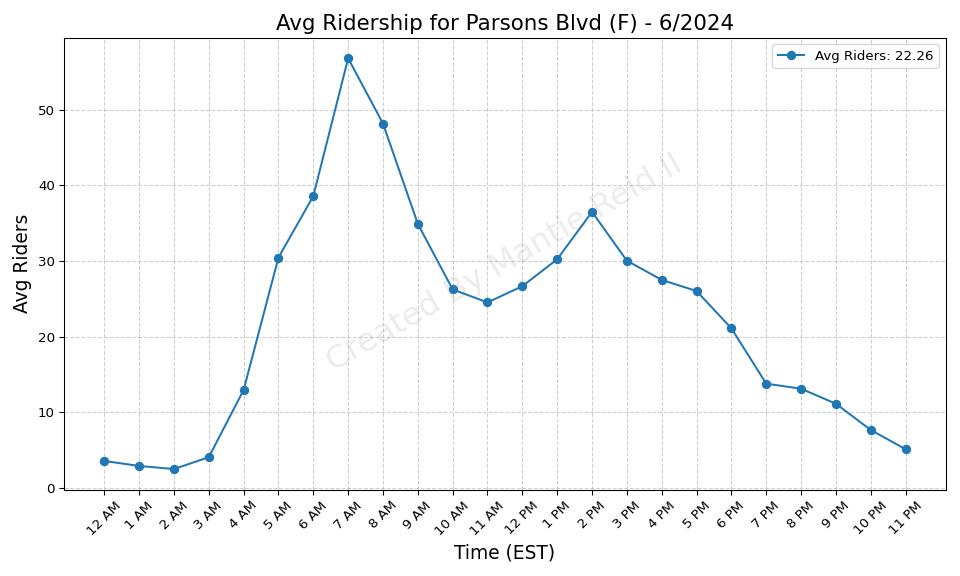 Avg Ridership for Parsons Blvd (F) - 6/2024
Avg Riders: 22.26
50
40
30
20
10
0
Avg Riders
Created By Mantie Reid II
12 AM
1 AM
2 AM
3 AM
4 AM
5 AM
6 AM
7 AM
8 AM
9 AM
10 AM
11 AM
12 PM
1 PM
2 PM
3 PM
4 PM
5 PM
6 PM
7 PM
8 PM
9 PM
10 PM
11 PM
Time (EST)